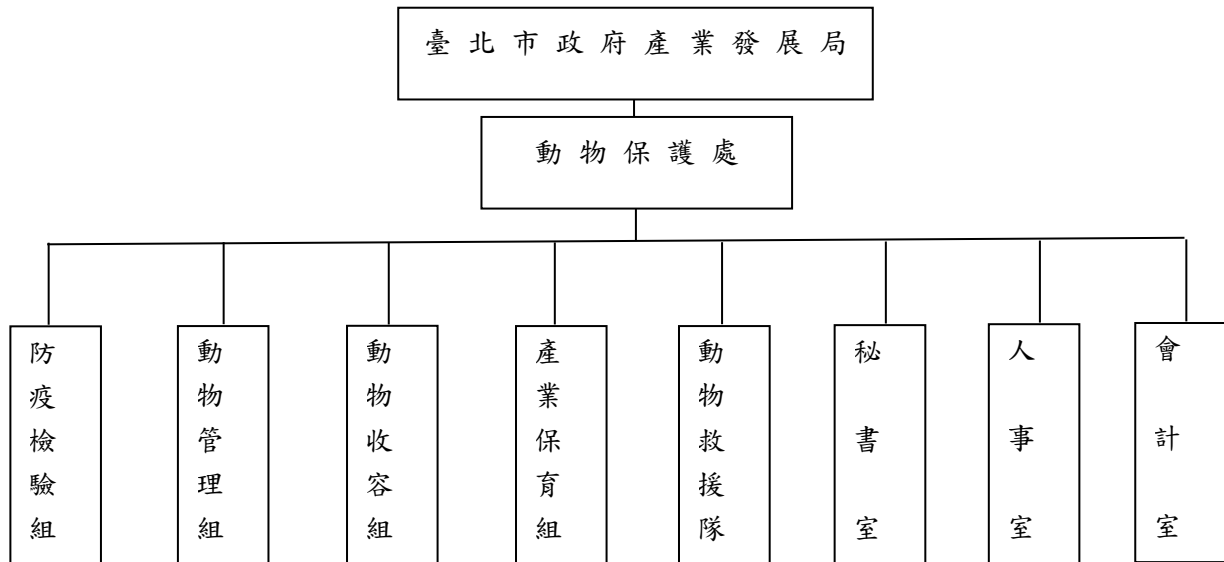 臺北市政府產業發展局
動物保護處
防疫檢驗組
動物管理組
動物收容組
產業保育組
動物救援隊
秘書室
人事室
會計室